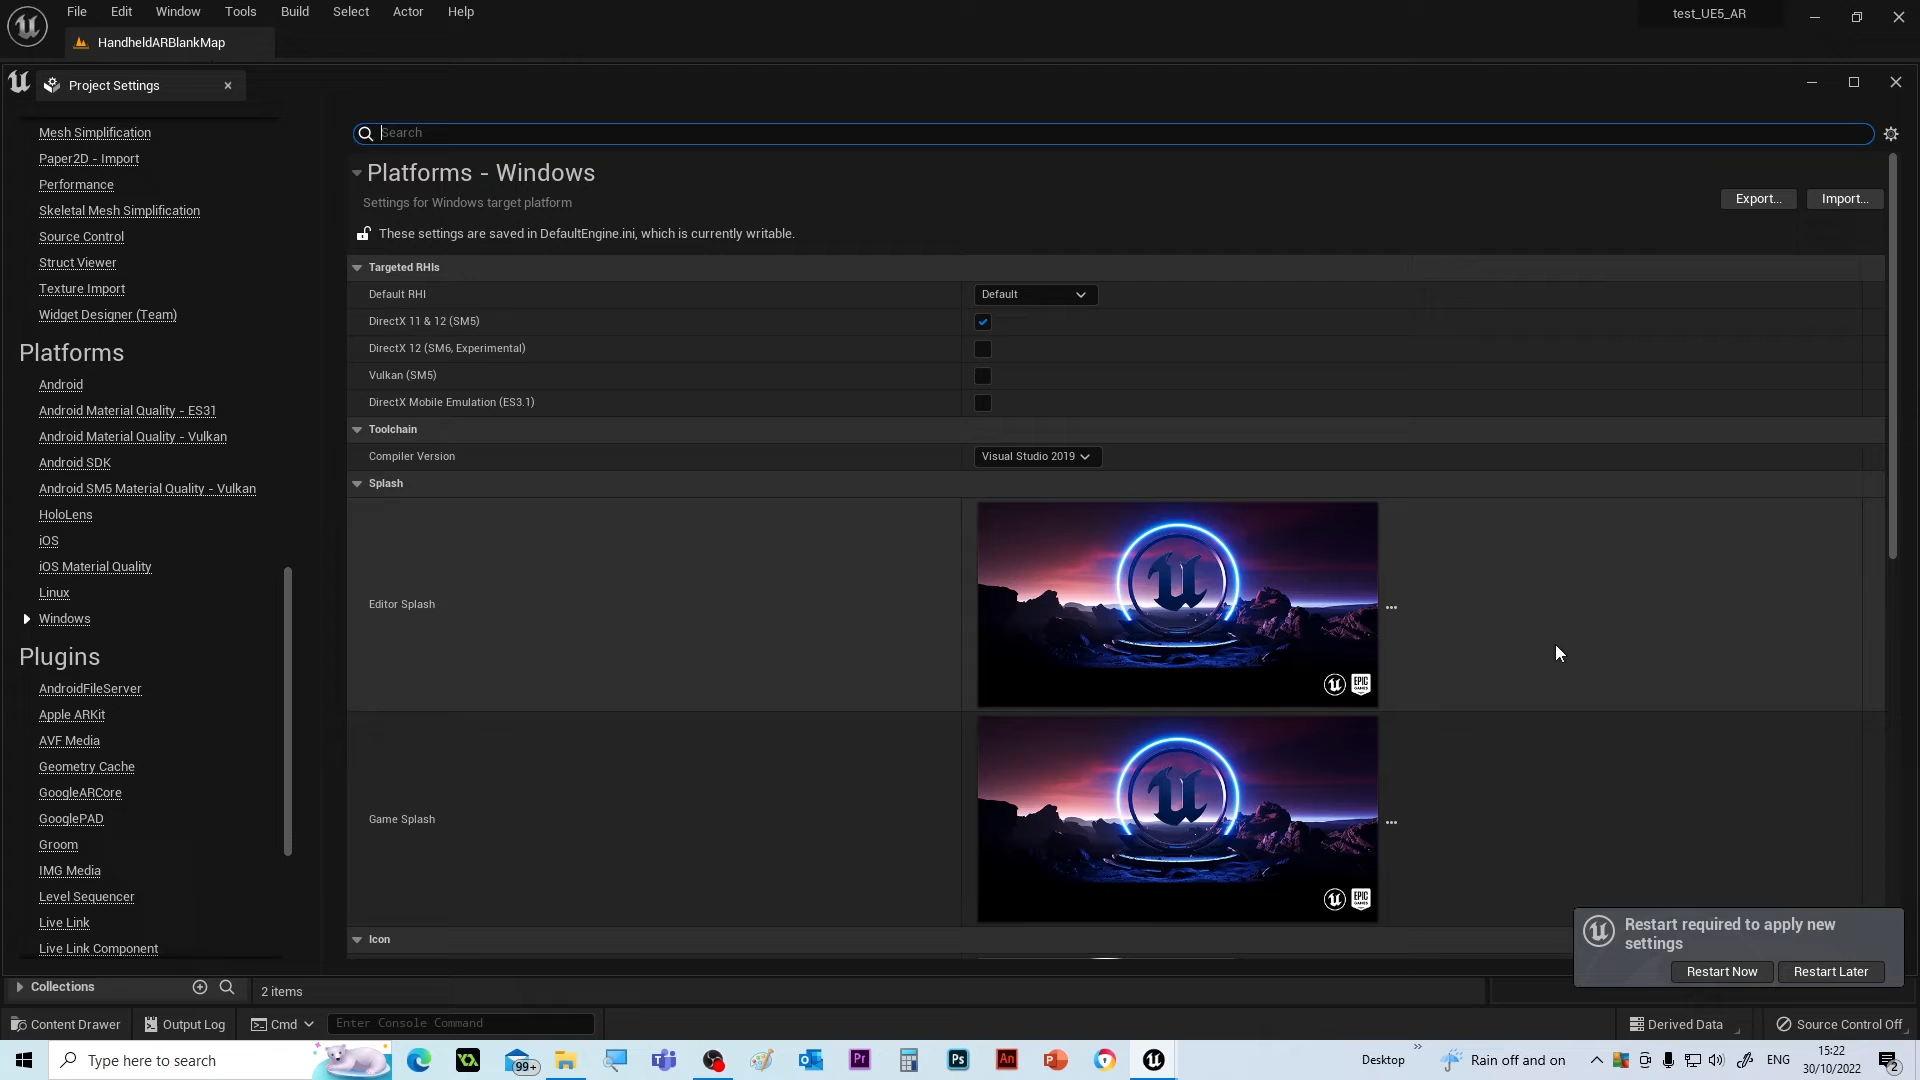 File Edit Window Tools Build Select Actor Help
test_UE5_AR
HandheldARBlankMap
Project Settings
Mesh Simplification
Paper2D - Import
Performance
Skeletal Mesh Simplification
Source Control
Struct Viewer
Texture Import
Widget Designer (Team)
Platforms
Android
Android Material Quality - ES31
Android Material Quality - Vulkan
Android SDK
Android SM5 Material Quality - Vulkan
HoloLens
iOS
iOS Material Quality
Linux
Windows
Plugins
AndroidFileServer
Apple ARKit
AVF Media
Geometry Cache
GoogleARCore
GooglePAD
Groom
IMG Media
Level Sequencer
Live Link
Live Link Component
Search
Platforms - Windows
Settings for Windows target platform
Export... Import...
These settings are saved in DefaultEngine.ini, which is currently writable.
Targeted RHIs
Default RHI Default
DirectX 11 & 12 (SM5)
DirectX 12 (SM6, Experimental)
Vulkan (SM5)
DirectX Mobile Emulation (ES3.1)
Toolchain
Compiler Version Visual Studio 2019
Splash
Editor Splash
EPIC GAMES
Game Splash
EPIC GAMES
Icon
Restart required to apply new
settings
Restart Now Restart Later
Collections 2 items
Content Drawer Output Log Cmd Enter Console Command Derived Data Source Control Off
Type here to search 99+ Pr Ps An Desktop Rain off and on ENG 15:22
30/10/2022 2